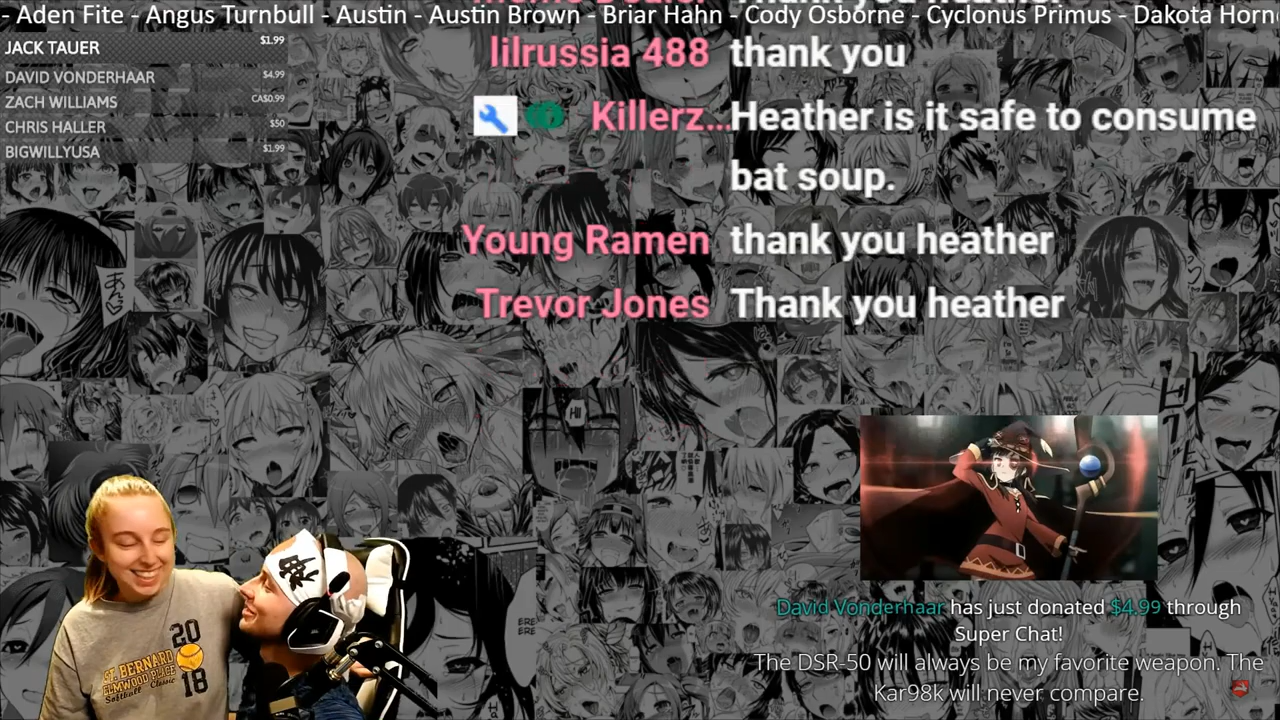 - Aden Fite - Angus Turnbull - Austin - Austin Brown - Briar Hahn - Cody Osborne - Cyclonus Primus - Dakota Horn
JACK TAUER $1.99
DAVID VONDERHAAR $4.99
ZACH WILLIAMS CA$0.99
CHRIS HALLER $50
BIGWILLYUSA $1.99
lilrussia 488 thank you
Killerz... Heather is it safe to consume
bat soup.
Young Ramen thank you heather
Trevor Jones Thank you heather
20
ST. BERNARD
ELMWOOD PLACE
Softball Classic
18
David Vonderhaar has just donated $4.99 through
Super Chat!
The DSR-50 will always be my favorite weapon. The
Kar98k will never compare.
ERE
ERE